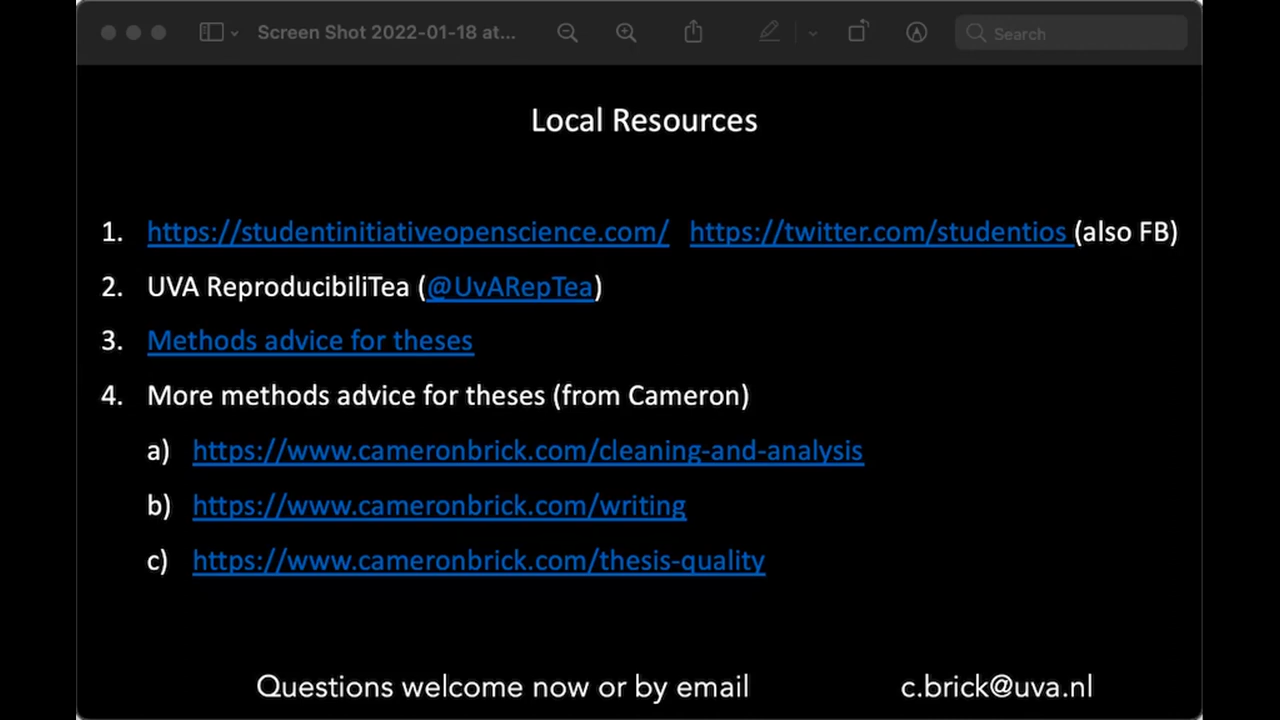 Screen Shot 2022-01-18 at...
Search
Local Resources
1. https://studentinitiativeopenscience.com/ https://twitter.com/studentios (also FB)
2. UVA ReproducibiliTea (@UvARepTea)
3. Methods advice for theses
4. More methods advice for theses (from Cameron)
a) https://www.cameronbrick.com/cleaning-and-analysis
b) https://www.cameronbrick.com/writing
c) https://www.cameronbrick.com/thesis-quality
Questions welcome now or by email c.brick@uva.nl